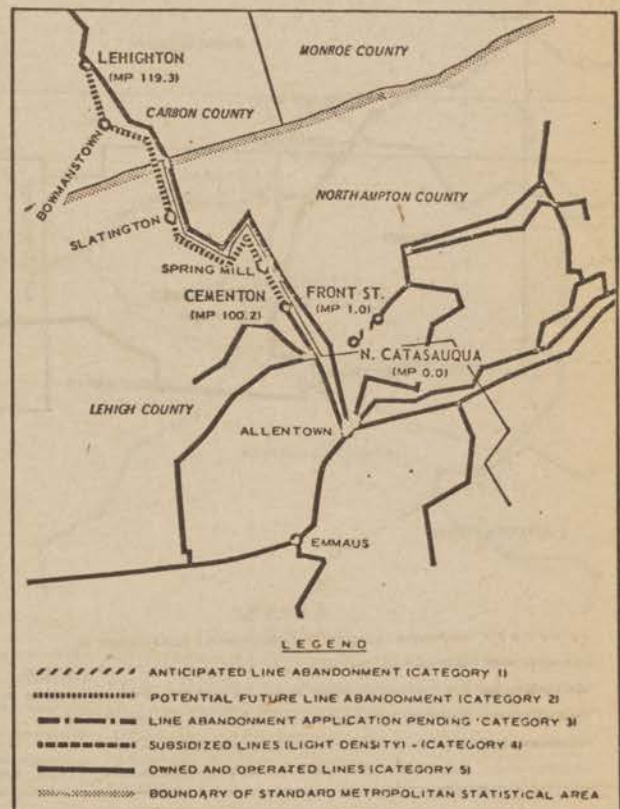 MONROE COUNTY
LEHIGHTON
(MP 119.3)
CARBON COUNTY
BOWMANSTOWN
NORTHAMPTON COUNTY
SLATINGTON
SPRING MILL
CEMENTON
(MP 100.2)
FRONT ST.
(MP 1.0)
N. CATASAUQUA
(MP 0.0)
LEHIGH COUNTY
ALLENTOWN
EMMAUS
LEGEND
ANTICIPATED LINE ABANDONMENT (CATEGORY 1)
POTENTIAL FUTURE LINE ABANDONMENT (CATEGORY 2)
LINE ABANDONMENT APPLICATION PENDING (CATEGORY 3)
SUBSIDIZED LINES (LIGHT DENSITY) - (CATEGORY 4)
OWNED AND OPERATED LINES (CATEGORY 5)
BOUNDARY OF STANDARD METROPOLITAN STATISTICAL AREA